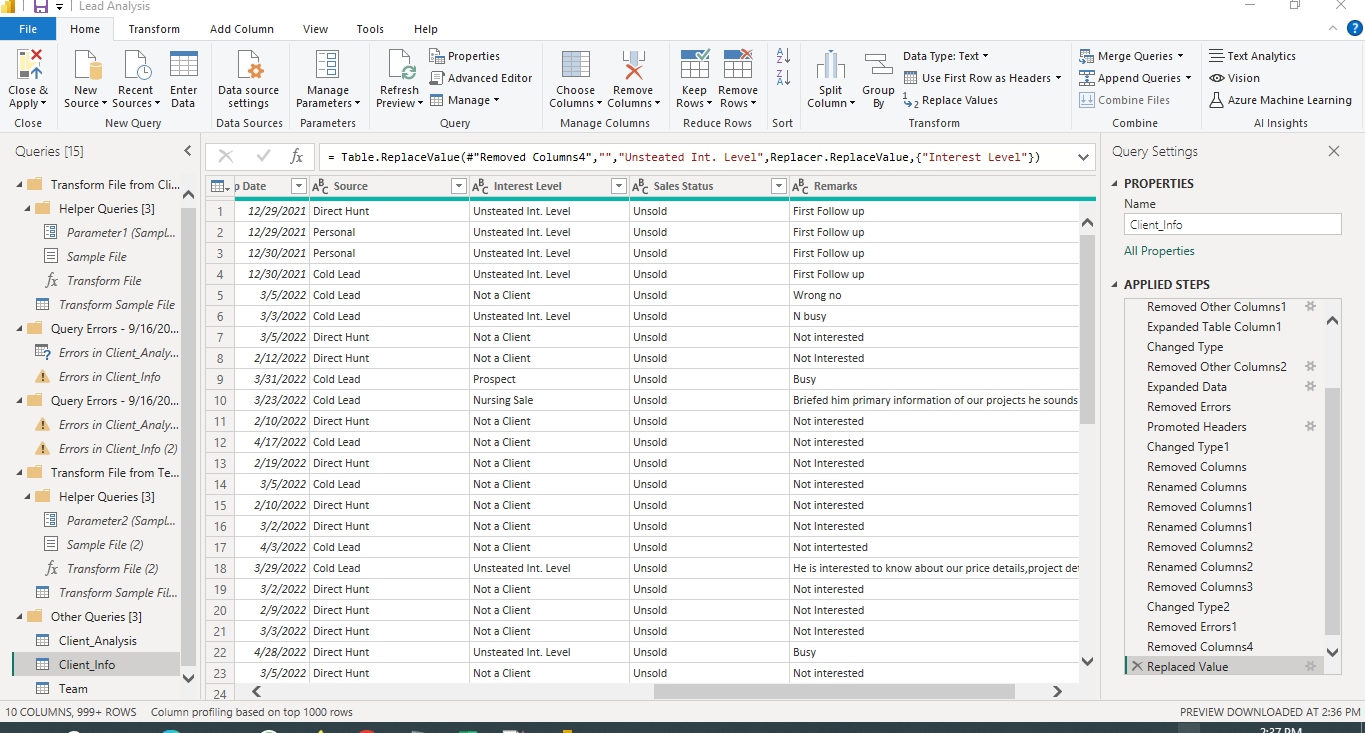 Lead Analysis
File Home Transform Add Column View Tools Help
Close & Apply
New Source
Recent Sources
Enter Data
Data source settings
Manage Parameters
Refresh Preview
Properties
Advanced Editor
Manage
Choose Columns
Remove Columns
Keep Rows
Remove Rows
Split Column
Group By
Data Type: Text
Use First Row as Headers
Replace Values
Merge Queries
Append Queries
Combine Files
Text Analytics
Vision
Azure Machine Learning
Close New Query Data Sources Parameters Query Manage Columns Reduce Rows Sort Transform Combine AI Insights
Queries [15]
Transform File from Cli...
Helper Queries [3]
Parameter1 (Sampl...
Sample File
Transform File
Transform Sample File
Query Errors - 9/16/20...
Errors in Client_Analy...
Errors in Client_Info
Query Errors - 9/16/20...
Errors in Client_Analy...
Errors in Client_Info (2)
Transform File from Te...
Helper Queries [3]
Parameter2 (Sampl...
Sample File (2)
Transform File (2)
Transform Sample Fil...
Other Queries [3]
Client_Analysis
Client_Info
Team
= Table.ReplaceValue(#"Removed Columns4","","Unsteated Int. Level",Replacer.ReplaceValue,{"Interest Level"})
p Date Source Interest Level Sales Status Remarks
1 12/29/2021 Direct Hunt Unsteated Int. Level Unsold First Follow up
2 12/29/2021 Personal Unsteated Int. Level Unsold First Follow up
3 12/30/2021 Personal Unsteated Int. Level Unsold First Follow up
4 12/30/2021 Cold Lead Unsteated Int. Level Unsold First Follow up
5 3/5/2022 Cold Lead Not a Client Unsold Wrong no
6 3/3/2022 Cold Lead Unsteated Int. Level Unsold N busy
7 3/5/2022 Direct Hunt Not a Client Unsold Not interested
8 2/12/2022 Direct Hunt Not a Client Unsold Not Interested
9 3/31/2022 Cold Lead Prospect Unsold Busy
10 3/23/2022 Cold Lead Nursing Sale Unsold Briefed him primary information of our projects he sounds
11 2/10/2022 Direct Hunt Not a Client Unsold Not interested
12 4/17/2022 Cold Lead Not a Client Unsold Not interested
13 2/19/2022 Direct Hunt Not a Client Unsold Not Interested
14 3/5/2022 Cold Lead Not a Client Unsold Not interested
15 2/10/2022 Direct Hunt Not a Client Unsold Not interested
16 3/2/2022 Direct Hunt Not a Client Unsold Not Interested
17 4/3/2022 Cold Lead Not a Client Unsold Not intertested
18 3/29/2022 Cold Lead Unsteated Int. Level Unsold He is interested to know about our price details,project det
19 3/2/2022 Direct Hunt Not a Client Unsold Not interested
20 2/9/2022 Direct Hunt Not a Client Unsold Not Interested
21 3/3/2022 Direct Hunt Not a Client Unsold Not Interested
22 4/28/2022 Direct Hunt Unsteated Int. Level Unsold Busy
23 3/5/2022 Direct Hunt Not a Client Unsold Not interested
24
Query Settings
PROPERTIES
Name
Client_Info
All Properties
APPLIED STEPS
Removed Other Columns1
Expanded Table Column1
Changed Type
Removed Other Columns2
Expanded Data
Removed Errors
Promoted Headers
Changed Type1
Removed Columns
Renamed Columns
Removed Columns1
Renamed Columns1
Removed Columns2
Renamed Columns2
Removed Columns3
Changed Type2
Removed Errors1
Removed Columns4
Replaced Value
10 COLUMNS, 999+ ROWS Column profiling based on top 1000 rows PREVIEW DOWNLOADED AT 2:36 PM
2:37 PM